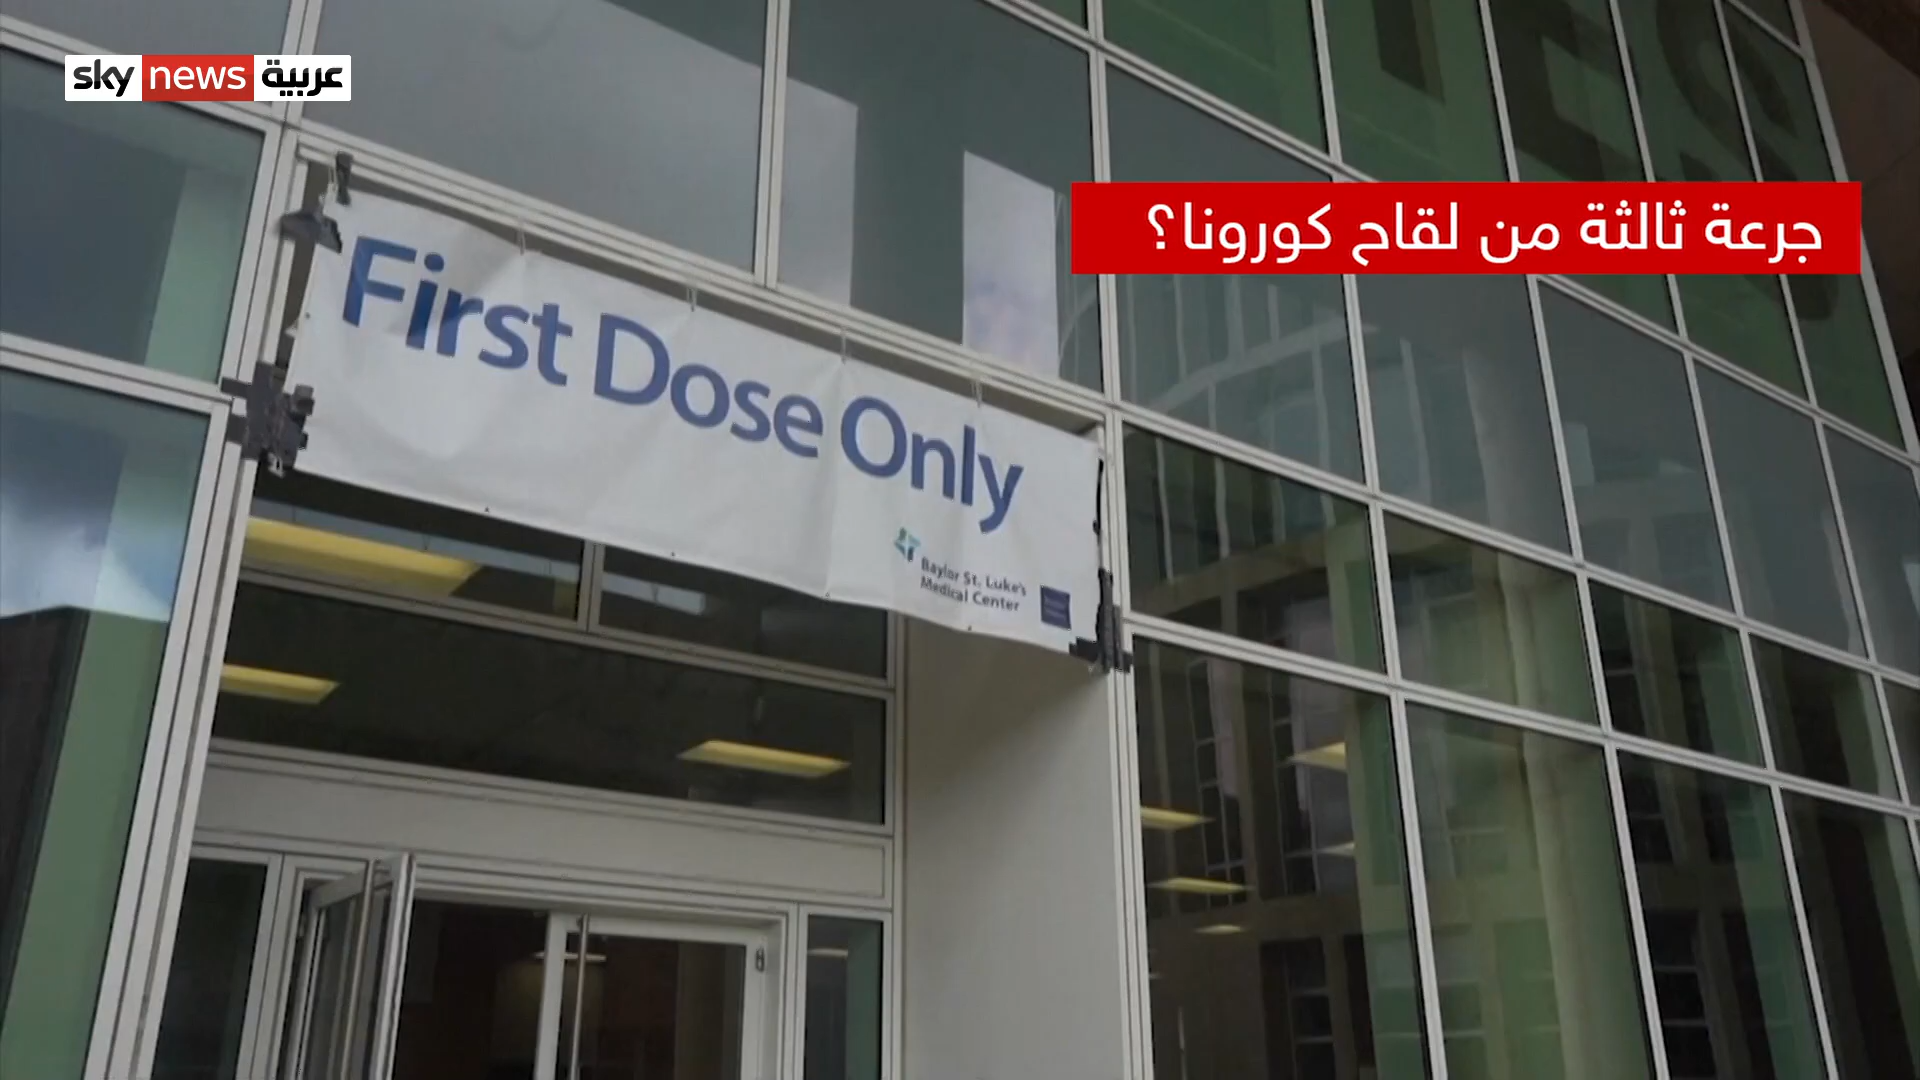 sky news عربية
جرعة ثالثة من لقاح كورونا؟
First Dose Only
Baylor St. Luke's
Medical Center